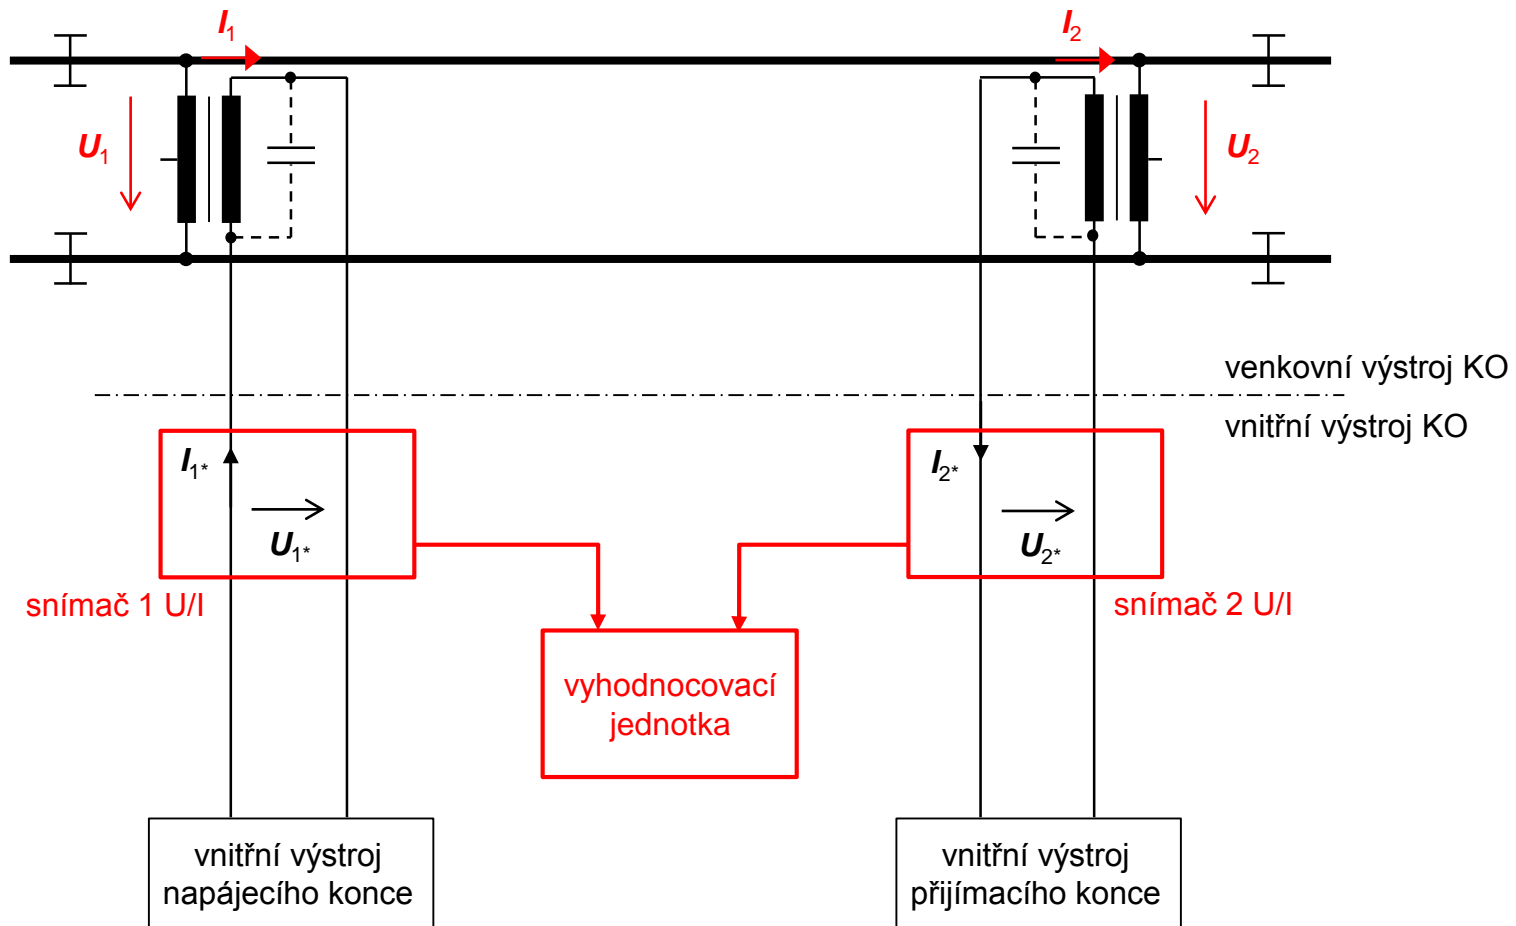 I1
I2
U1
U2
venkovní výstroj KO
vnitřní výstroj KO
I1*
U1*
I2*
U2*
snímač 1 U/I
snímač 2 U/I
vyhodnocovací
jednotka
vnitřní výstroj
napájecího konce
vnitřní výstroj
přijímacího konce